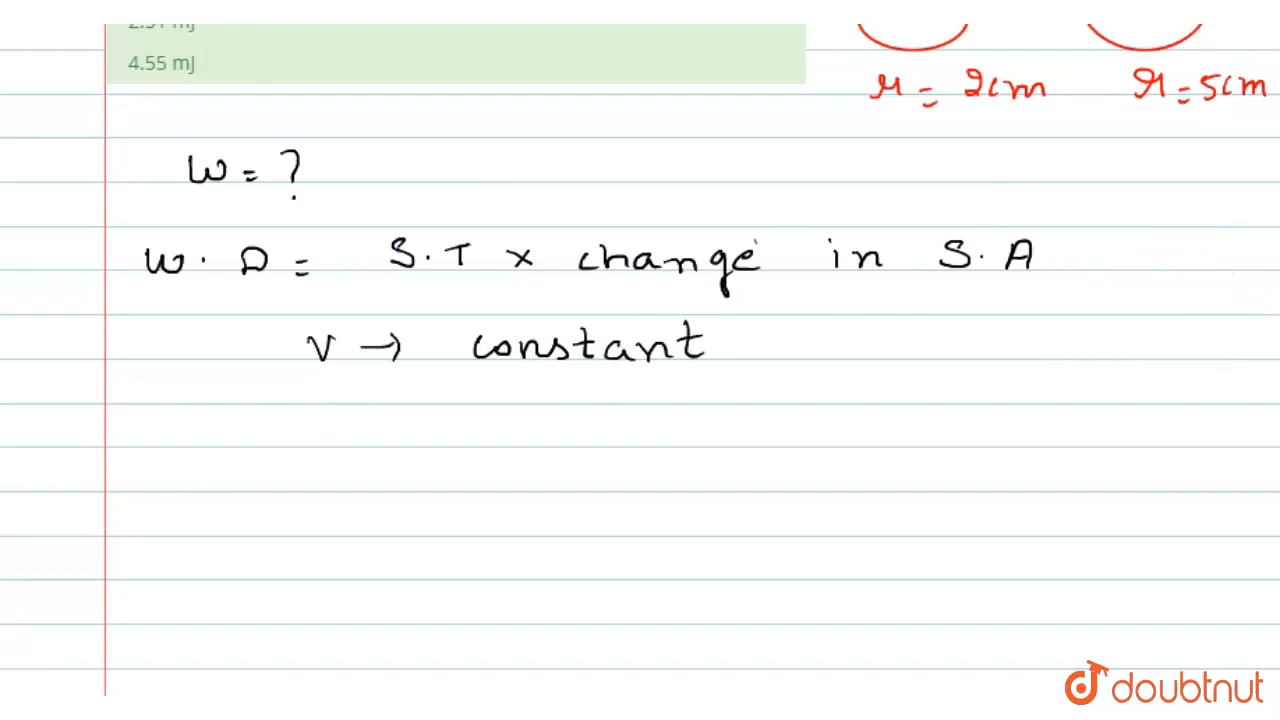 4.55 mJ
r = 2cm r = 5cm
W = ?
W. D = S.T × change in S.A
V → constant
doubtnut